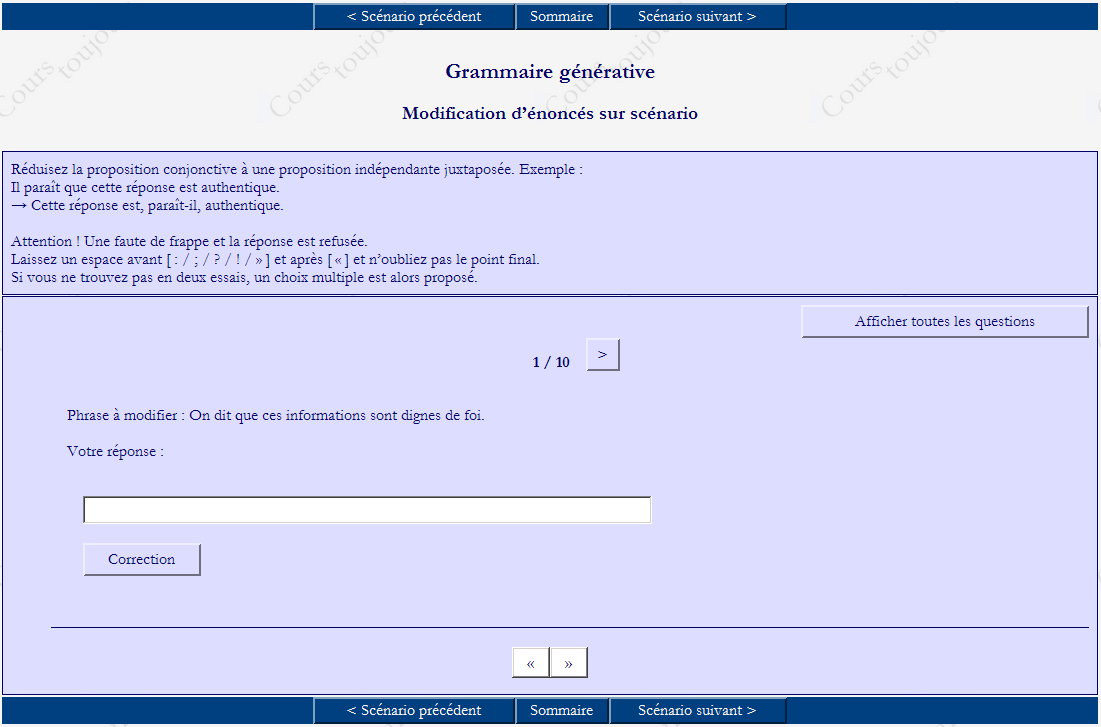 < Scénario précédent Sommaire Scénario suivant >
Cours toujou Cours toujou Cours toujou
Grammaire générative
Modification d’énoncés sur scénario
Réduisez la proposition conjonctive à une proposition indépendante juxtaposée. Exemple :
Il paraît que cette réponse est authentique.
→ Cette réponse est, paraît-il, authentique.
Attention ! Une faute de frappe et la réponse est refusée.
Laissez un espace avant [ : / ; / ? / ! / » ] et après [ « ] et n’oubliez pas le point final.
Si vous ne trouvez pas en deux essais, un choix multiple est alors proposé.
Afficher toutes les questions
1 / 10 >
Phrase à modifier : On dit que ces informations sont dignes de foi.
Votre réponse :
Correction
« »
< Scénario précédent Sommaire Scénario suivant >